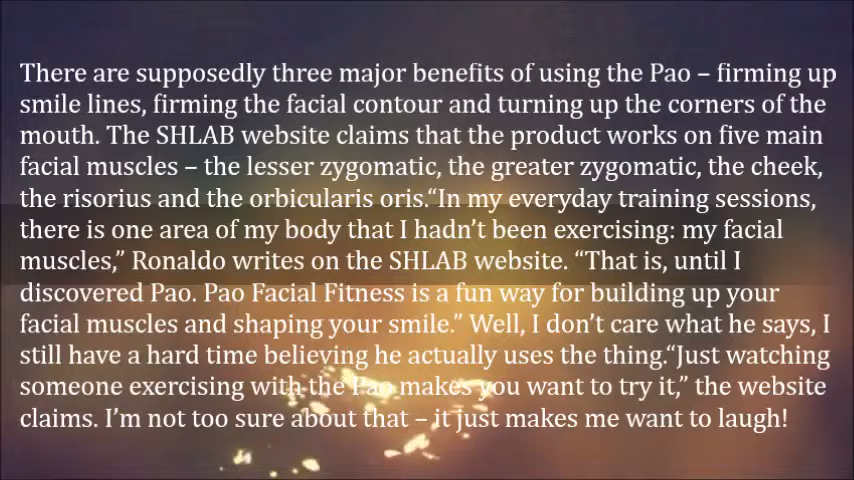 There are supposedly three major benefits of using the Pao – firming up
smile lines, firming the facial contour and turning up the corners of the
mouth. The SHLAB website claims that the product works on five main
facial muscles – the lesser zygomatic, the greater zygomatic, the cheek,
the risorius and the orbicularis oris.“In my everyday training sessions,
there is one area of my body that I hadn’t been exercising: my facial
muscles,” Ronaldo writes on the SHLAB website. “That is, until I
discovered Pao. Pao Facial Fitness is a fun way for building up your
facial muscles and shaping your smile.” Well, I don’t care what he says, I
still have a hard time believing he actually uses the thing.“Just watching
someone exercising with the Pao makes you want to try it,” the website
claims. I’m not too sure about that – it just makes me want to laugh!